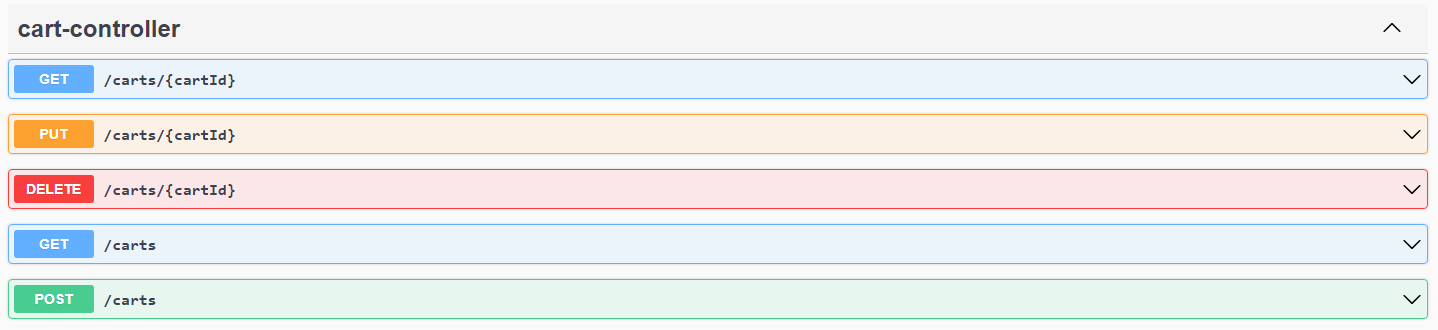 cart-controller
GET /carts/{cartId}
PUT /carts/{cartId}
DELETE /carts/{cartId}
GET /carts
POST /carts